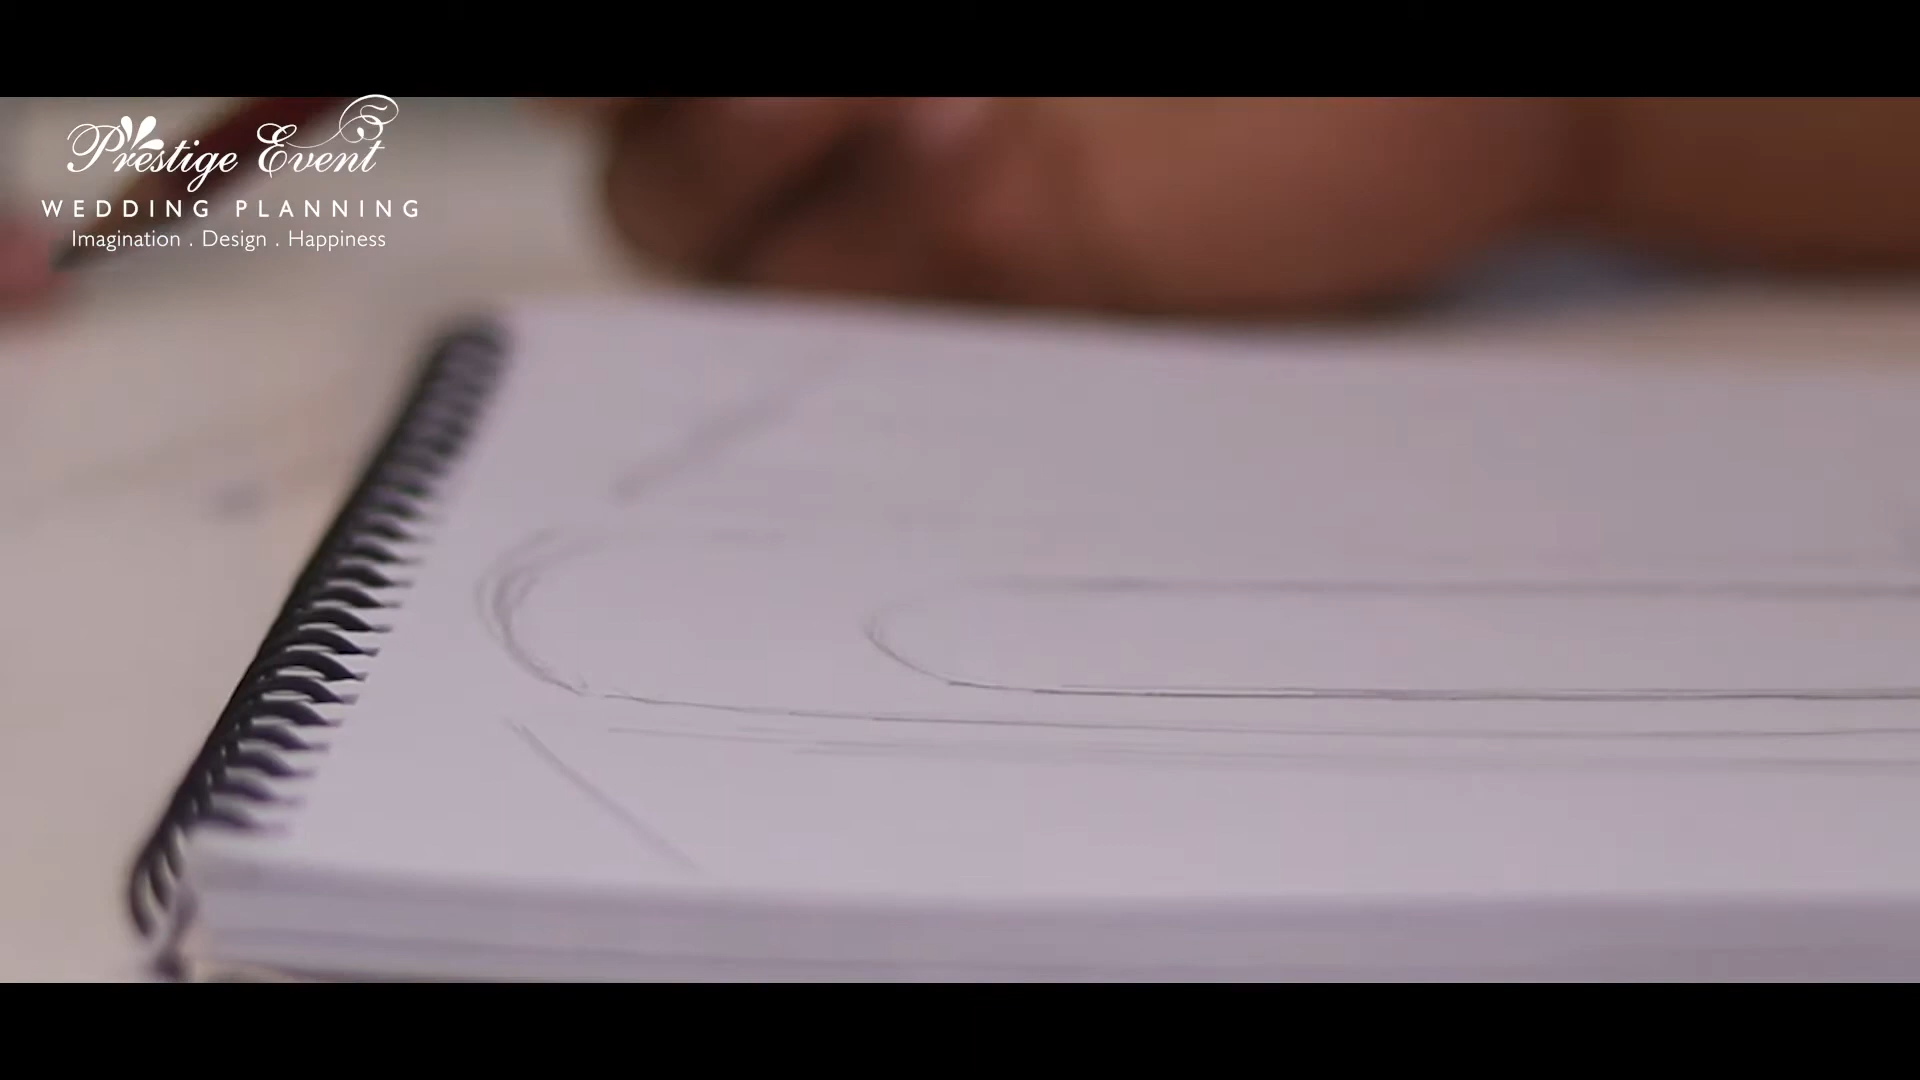 Prestige Event
WEDDING PLANNING
Imagination . Design . Happiness